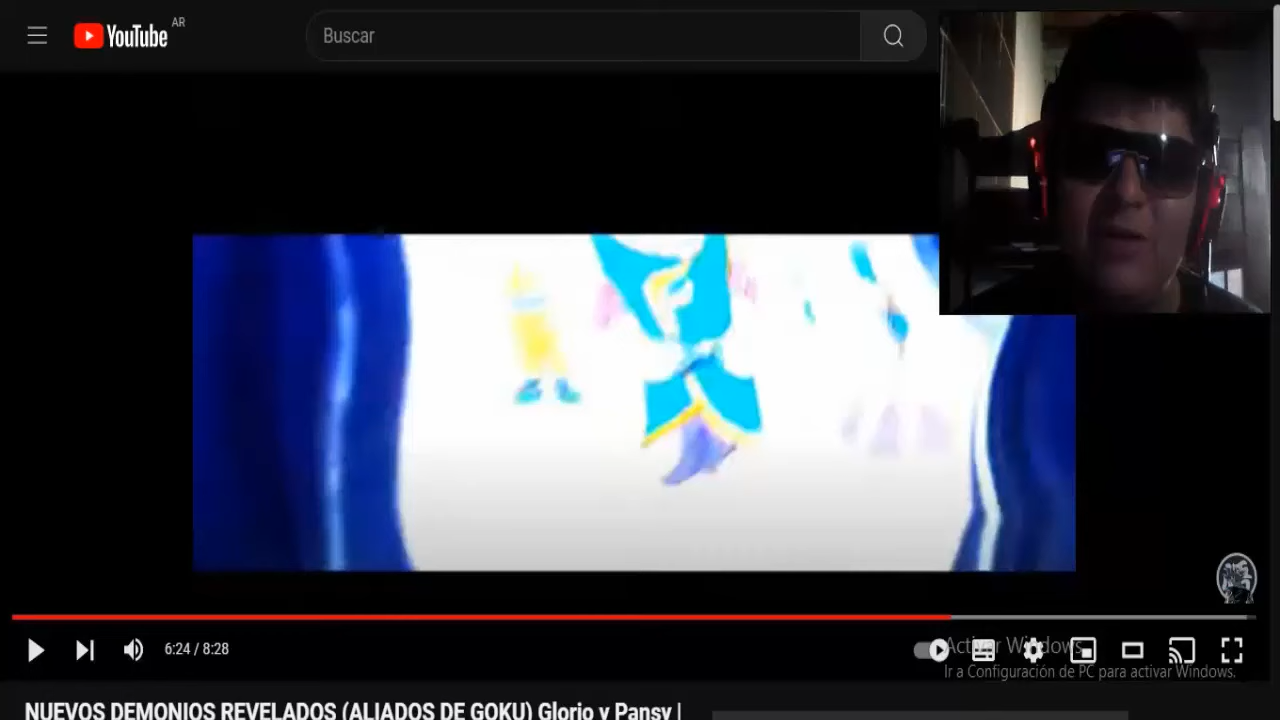 AR
YouTube
Buscar
6:24 / 8:28
Activar Windows
Ir a Configuración de PC para activar Windows.
NUEVOS DEMONIOS REVELADOS (ALIADOS DE GOKU) Glorio y Pansy |